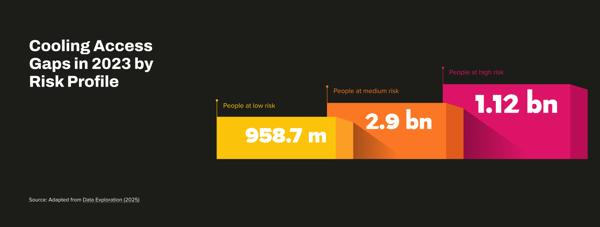 Cooling Access
Gaps in 2023 by
Risk Profile
People at low risk
958.7 m
People at medium risk
2.9 bn
People at high risk
1.12 bn
Source: Adapted from Data Exploration (2025)